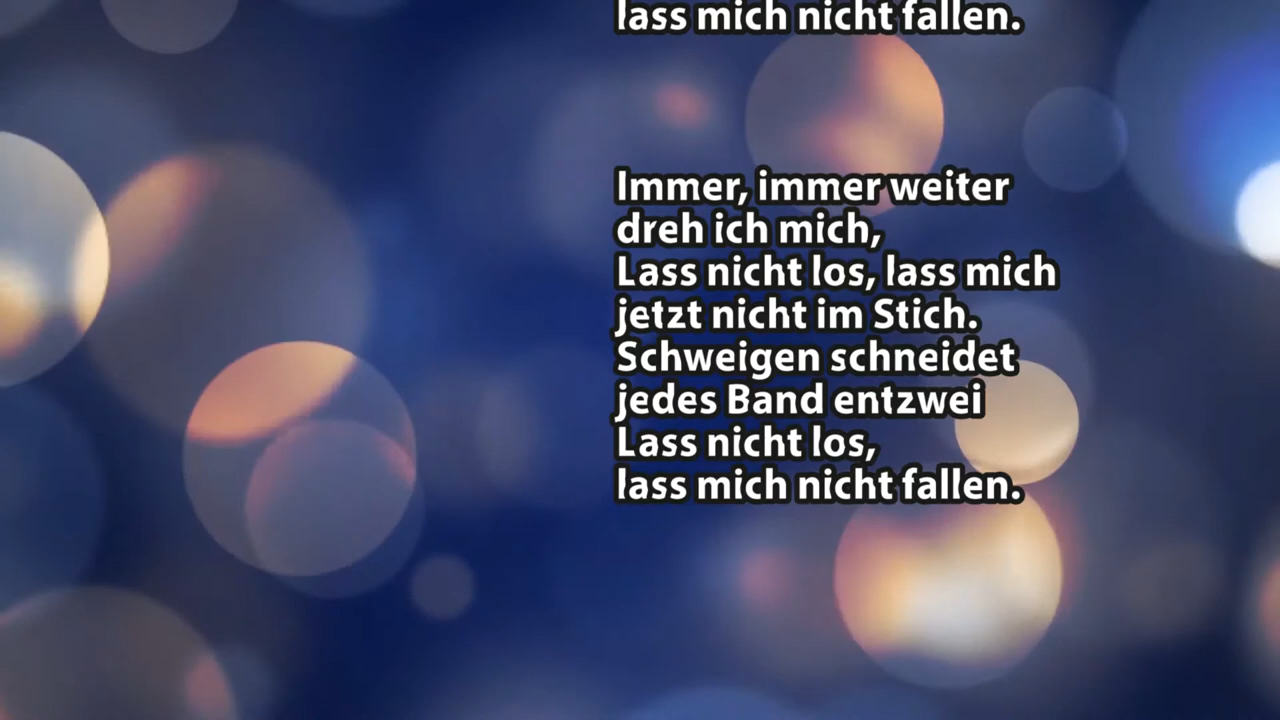 lass mich nicht fallen.
Immer, immer weiter
dreh ich mich,
Lass nicht los, lass mich
jetzt nicht im Stich.
Schweigen schneidet
jedes Band entzwei
Lass nicht los,
lass mich nicht fallen.